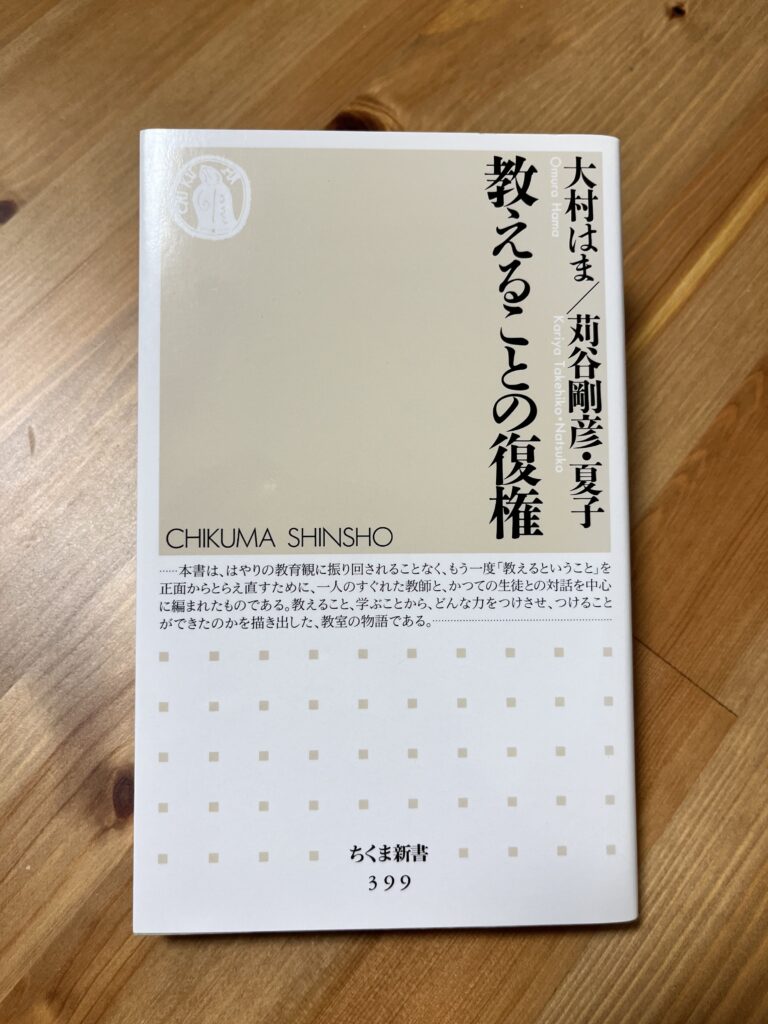 大村はま/苅谷剛彦・夏子
Omura Hama
Kariya Takehiko・Natsuko
教えることの復権
CHIKUMA SHINSHO
……本書は、はやりの教育観に振り回されることなく、もう一度「教えるということ」を
正面からとらえ直すために、一人のすぐれた教師と、かつての生徒との対話を中心
に編まれたものである。教えること、学ぶことから、どんな力をつけさせ、つけること
ができたのかを描き出した、教室の物語である。……
ちくま新書
399